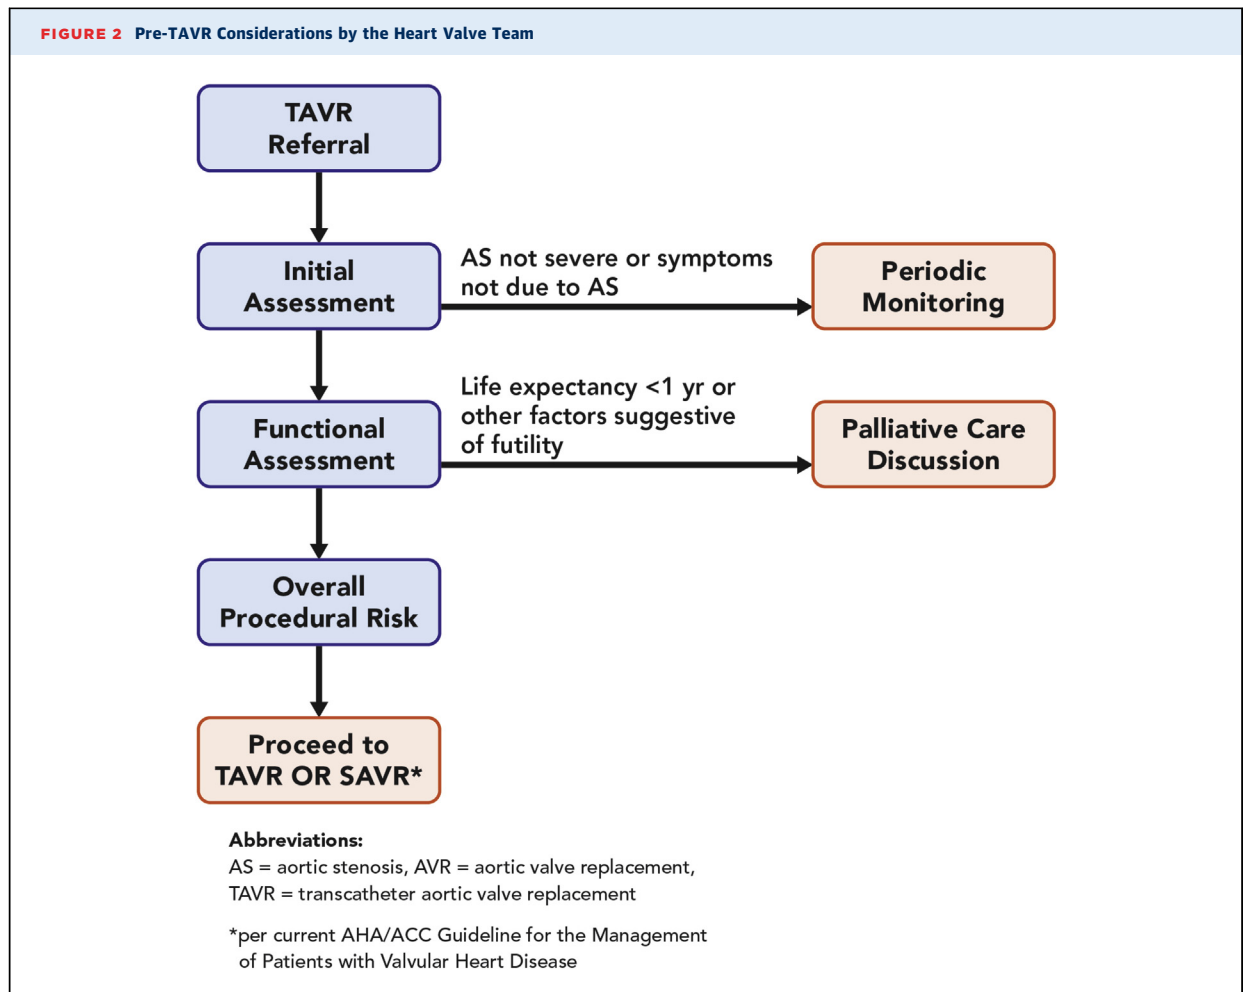 FIGURE 2 Pre-TAVR Considerations by the Heart Valve Team
TAVR
Referral
Initial
Assessment
AS not severe or symptoms
not due to AS
Periodic
Monitoring
Functional
Assessment
Life expectancy <1 yr or
other factors suggestive
of futility
Palliative Care
Discussion
Overall
Procedural Risk
Proceed to
TAVR OR SAVR*
Abbreviations:
AS = aortic stenosis, AVR = aortic valve replacement,
TAVR = transcatheter aortic valve replacement
*per current AHA/ACC Guideline for the Management
of Patients with Valvular Heart Disease